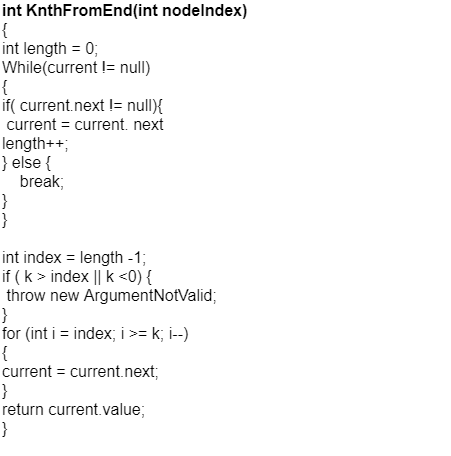 int KnthFromEnd(int nodeIndex)
{
int length = 0;
While(current != null)
{
if( current.next != null){
current = current. next
length++;
} else {
break;
}
}
int index = length -1;
if ( k > index || k <0) {
throw new ArgumentNotValid;
}
for (int i = index; i >= k; i--)
{
current = current.next;
}
return current.value;
}